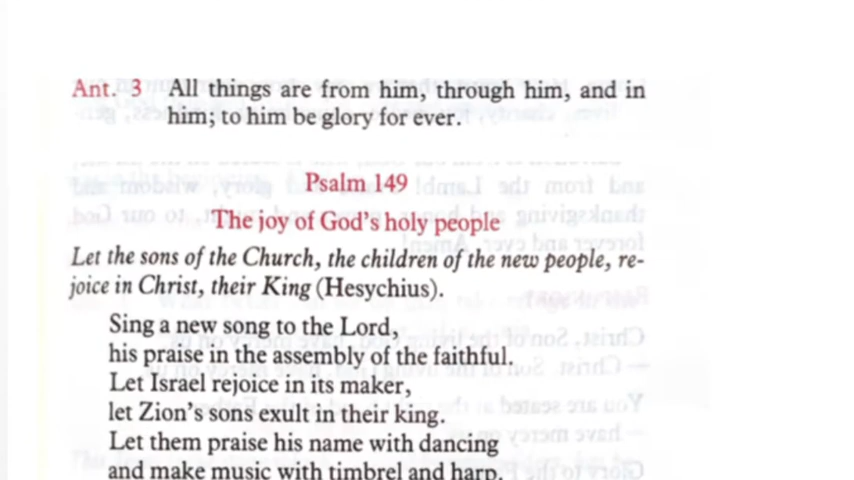 Ant. 3 All things are from him, through him, and in
him; to him be glory for ever.
Psalm 149
The joy of God's holy people
Let the sons of the Church, the children of the new people, re-
joice in Christ, their King (Hesychius).
Sing a new song to the Lord,
his praise in the assembly of the faithful.
Let Israel rejoice in its maker,
let Zion's sons exult in their king.
Let them praise his name with dancing
and make music with timbrel and harp.